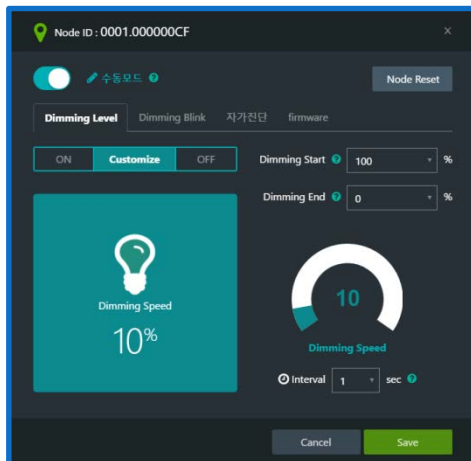 Node ID : 0001.000000CF
×
수동모드 ?
Node Reset
Dimming Level Dimming Blink 자가진단 firmware
ON Customize OFF
Dimming Start ? 100 %
Dimming End ? 0 %
Dimming Speed
10%
10
Dimming Speed
Interval 1 sec ?
Cancel Save